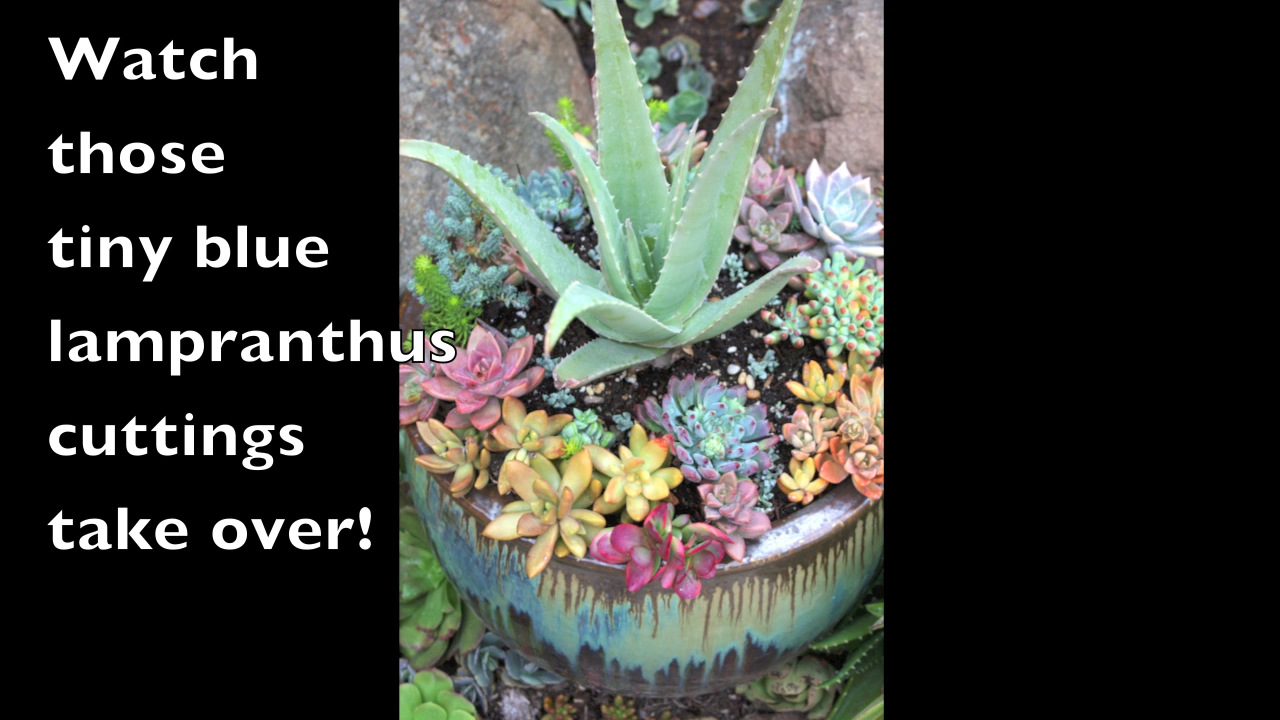 Watch
those
tiny blue
lampranthus
cuttings
take over!